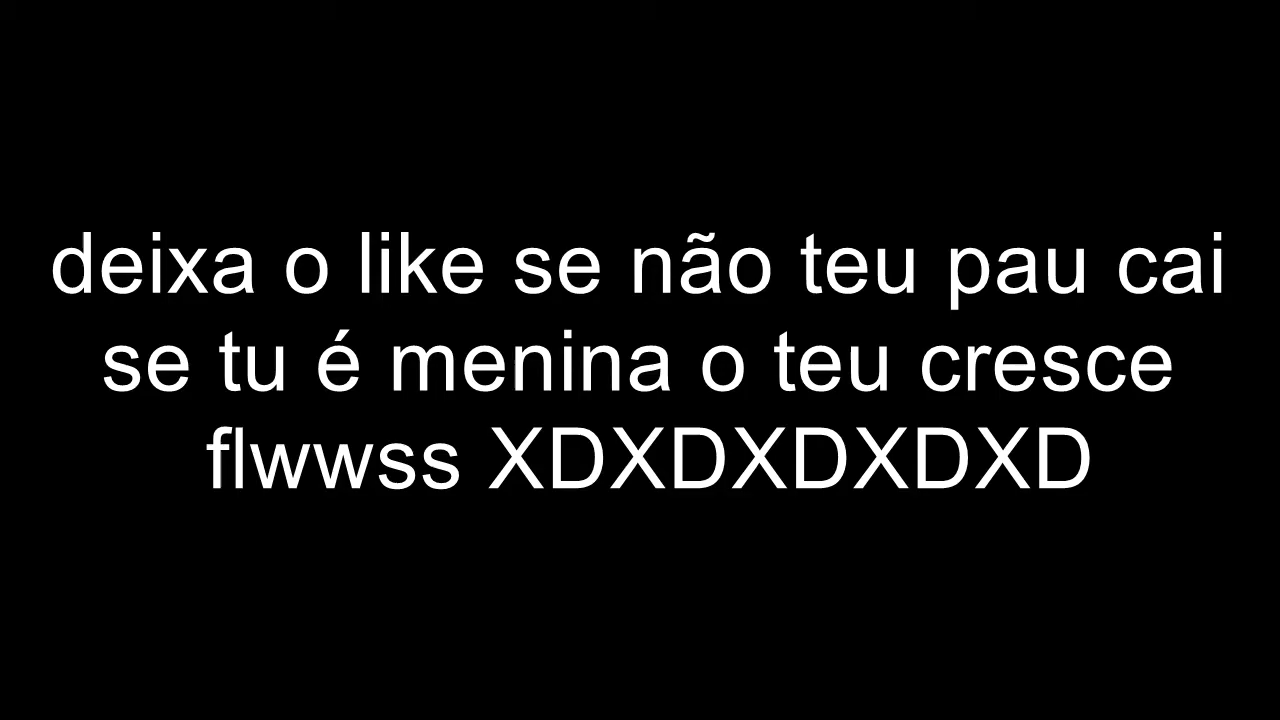 deixa o like se não teu pau cai
se tu é menina o teu cresce
flwwss XDXDXDXDXD